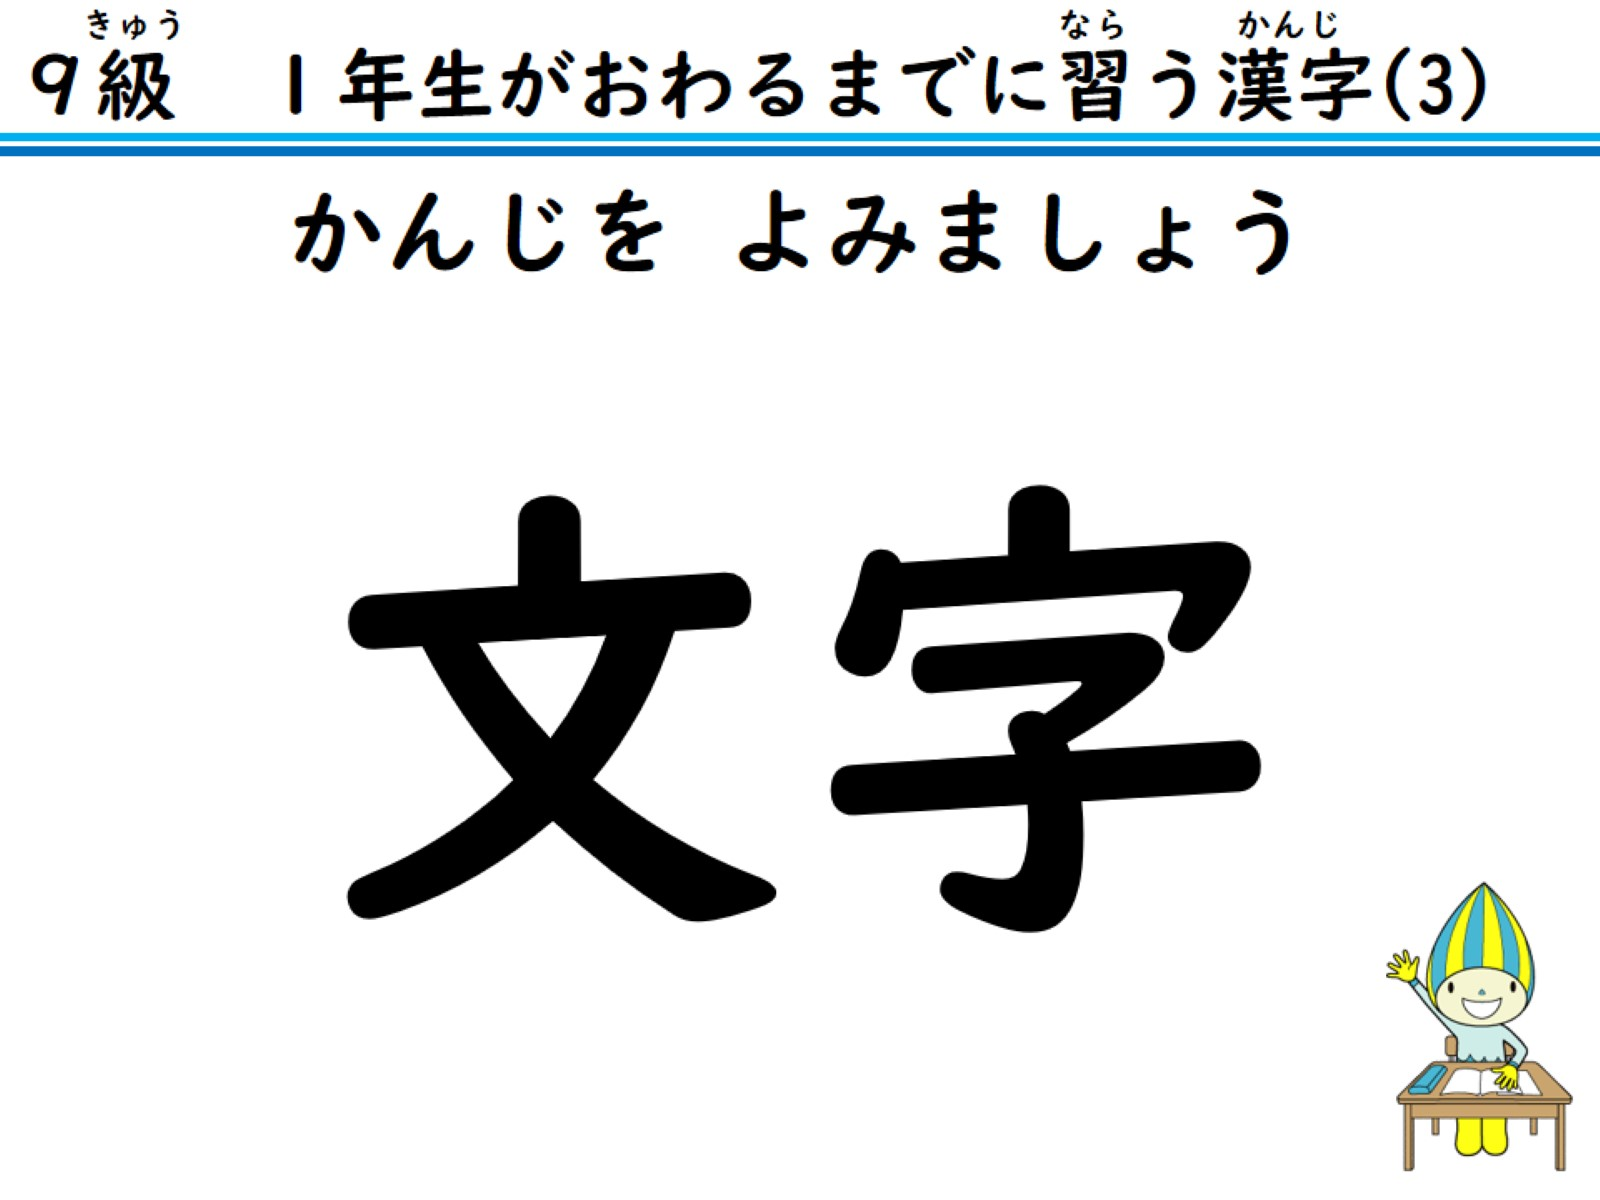 きゅう なら かんじ
9級 1年生がおわるまでに習う漢字(3)
かんじを よみましょう
文字